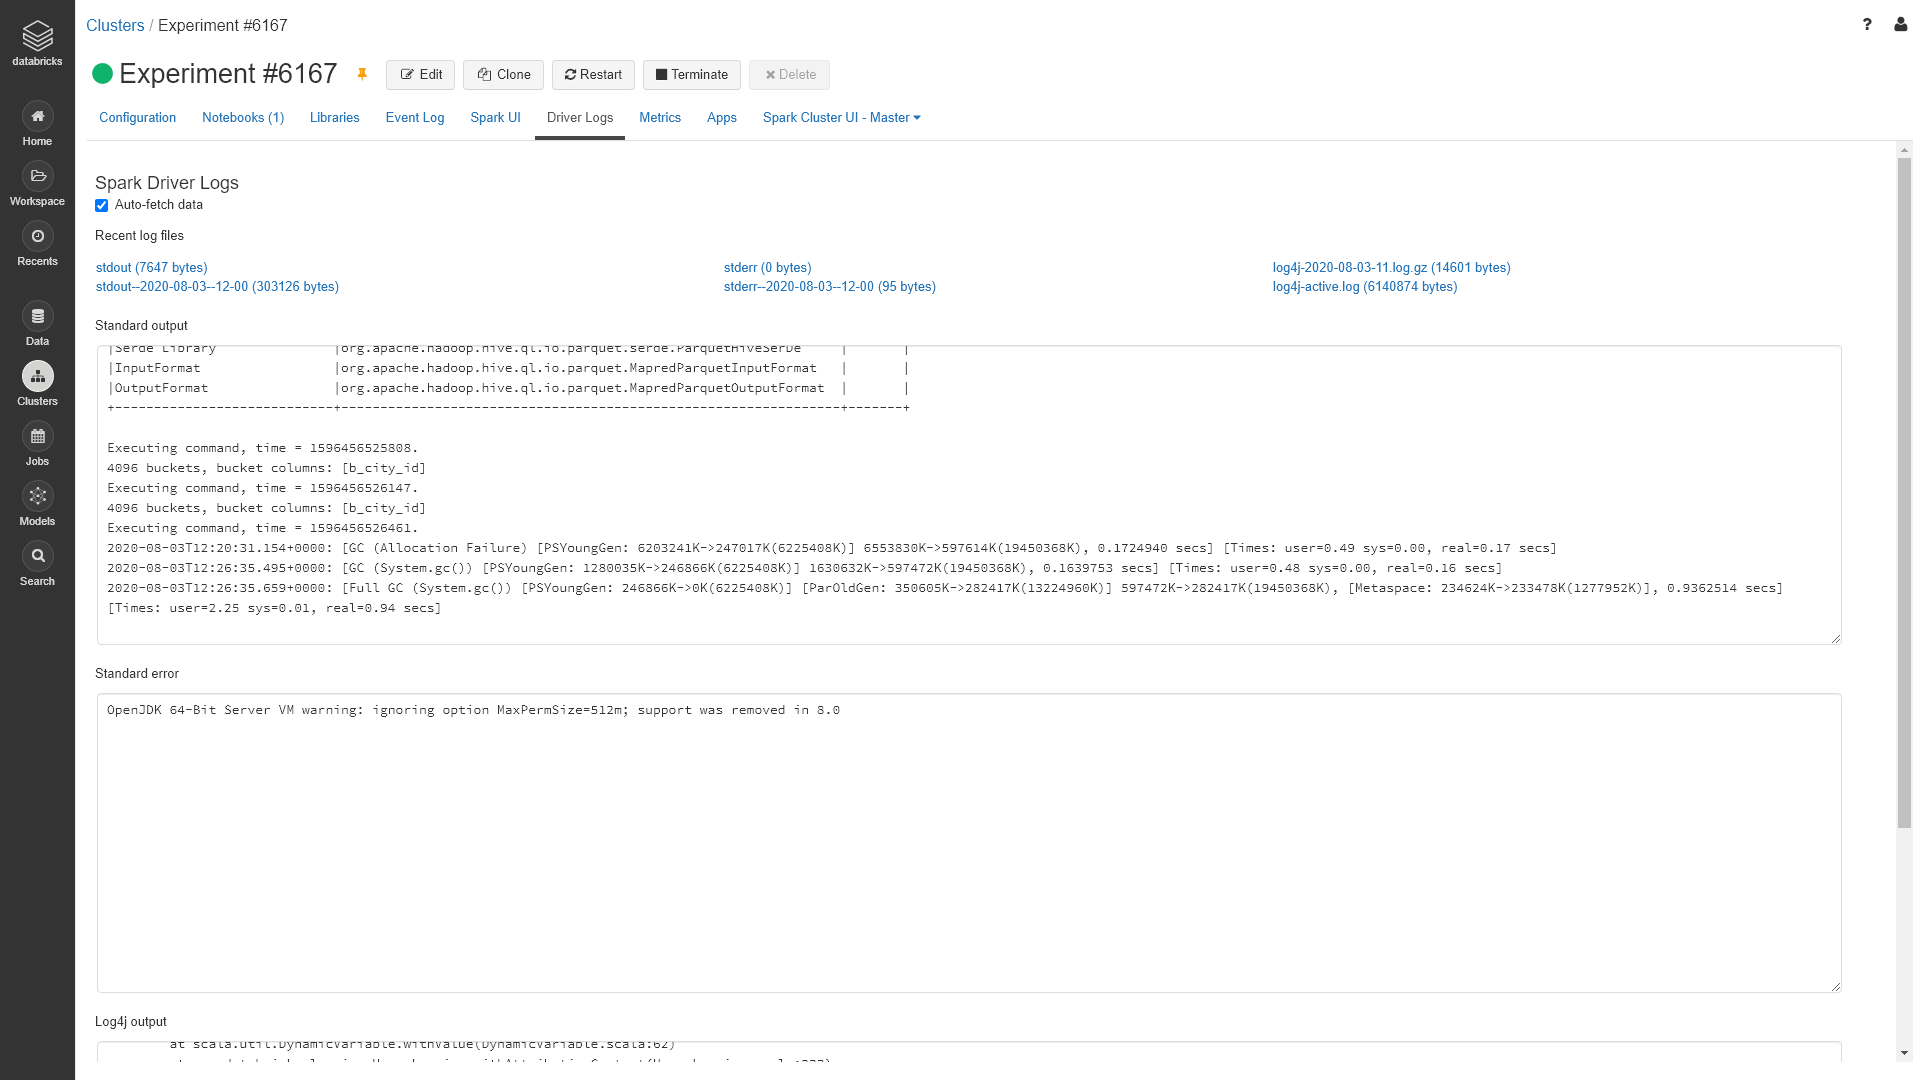 databricks
Home
Workspace
Recents
Data
Clusters
Jobs
Models
Search
Clusters / Experiment #6167
?
Experiment #6167 Edit Clone Restart Terminate Delete
Configuration Notebooks (1) Libraries Event Log Spark UI Driver Logs Metrics Apps Spark Cluster UI - Master
Spark Driver Logs
Auto-fetch data
Recent log files
stdout (7647 bytes) stderr (0 bytes) log4j-2020-08-03-11.log.gz (14601 bytes)
stdout--2020-08-03--12-00 (303126 bytes) stderr--2020-08-03--12-00 (95 bytes) log4j-active.log (6140874 bytes)
Standard output
|Serde Library |org.apache.hadoop.hive.ql.io.parquet.serde.ParquetHiveSerDe | |
|InputFormat |org.apache.hadoop.hive.ql.io.parquet.MapredParquetInputFormat | |
|OutputFormat |org.apache.hadoop.hive.ql.io.parquet.MapredParquetOutputFormat | |
+----------------------------+----------------------------------------------------------------+-------+
Executing command, time = 1596456525808.
4096 buckets, bucket columns: [b_city_id]
Executing command, time = 1596456526147.
4096 buckets, bucket columns: [b_city_id]
Executing command, time = 1596456526461.
2020-08-03T12:20:31.154+0000: [GC (Allocation Failure) [PSYoungGen: 6203241K->247017K(6225408K)] 6553830K->597614K(19450368K), 0.1724940 secs] [Times: user=0.49 sys=0.00, real=0.17 secs]
2020-08-03T12:26:35.495+0000: [GC (System.gc()) [PSYoungGen: 1280035K->246866K(6225408K)] 1630632K->597472K(19450368K), 0.1639753 secs] [Times: user=0.48 sys=0.00, real=0.16 secs]
2020-08-03T12:26:35.659+0000: [Full GC (System.gc()) [PSYoungGen: 246866K->0K(6225408K)] [ParOldGen: 350605K->282417K(13224960K)] 597472K->282417K(19450368K), [Metaspace: 234624K->233478K(1277952K)], 0.9362514 secs]
[Times: user=2.25 sys=0.01, real=0.94 secs]
Standard error
OpenJDK 64-Bit Server VM warning: ignoring option MaxPermSize=512m; support was removed in 8.0
Log4j output
at scala.util.DynamicVariable.withValue(DynamicVariable.scala:62)